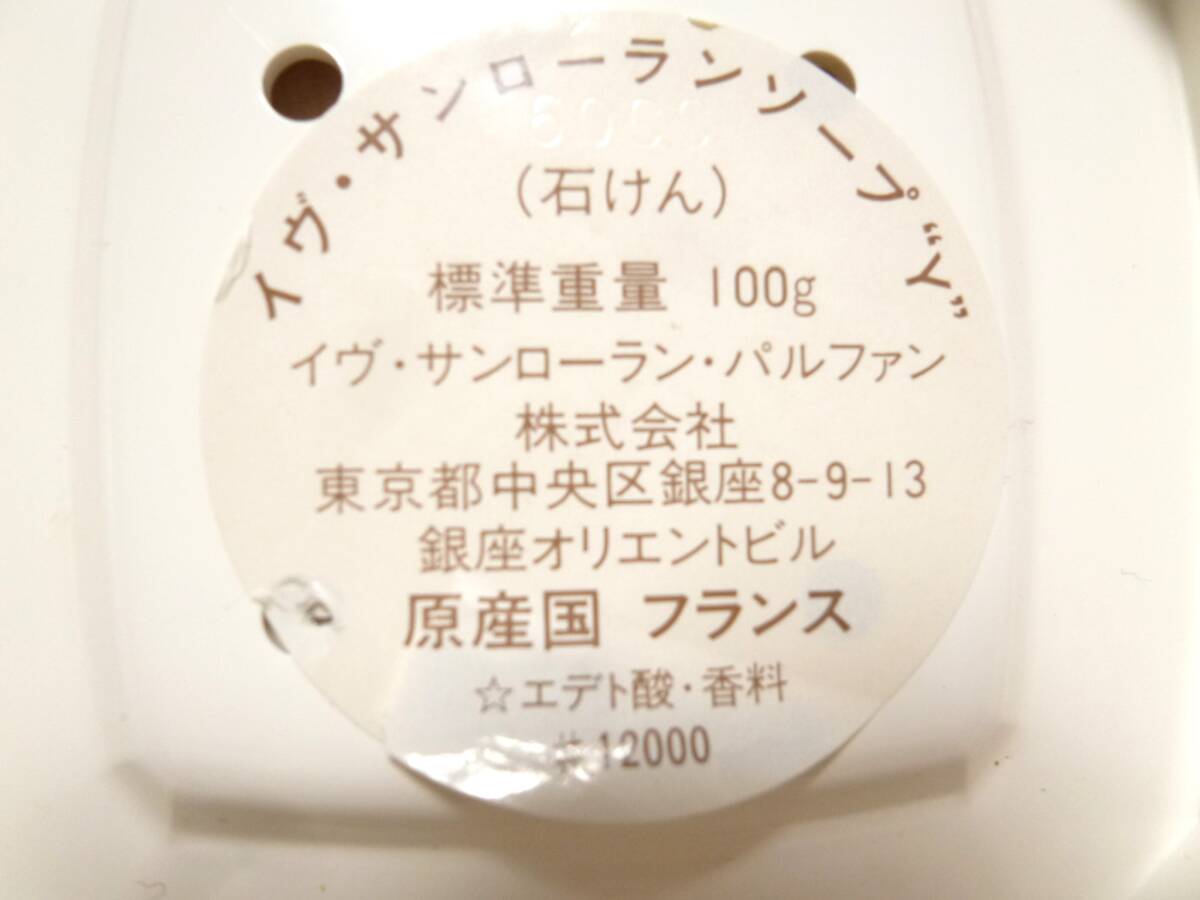 イヴ・サンローランソープ“Y”
（石けん）
標準重量 100g
イヴ・サンローラン・パルファン
株式会社
東京都中央区銀座8-9-13
銀座オリエントビル
原産国 フランス
☆エデト酸・香料
12000